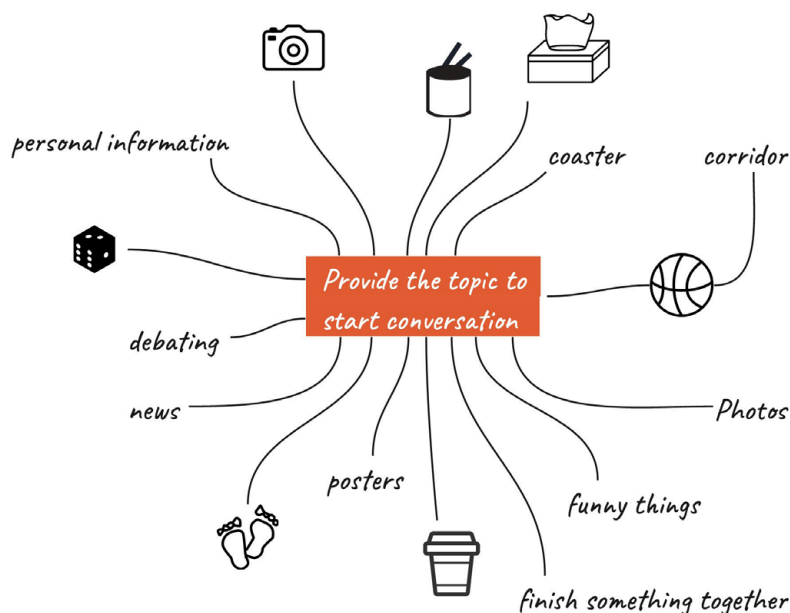 personal information
coaster
corridor
Provide the topic to
start conversation
debating
news
Photos
posters
funny things
finish something together